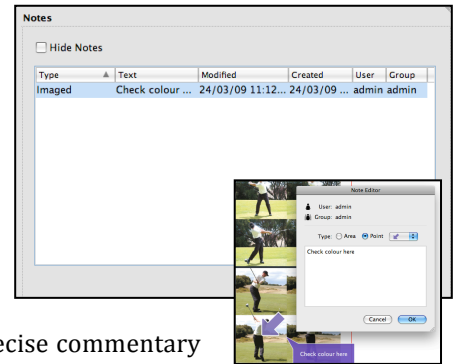 Notes
Hide Notes
Type Text Modified Created User Group
Imaged Check colour ... 24/03/09 11:12... 24/03/09 ... admin admin
Note Editor
User: admin
Group: admin
Type: Area Point
Check colour here
Cancel OK
Check colour here
cise commentary